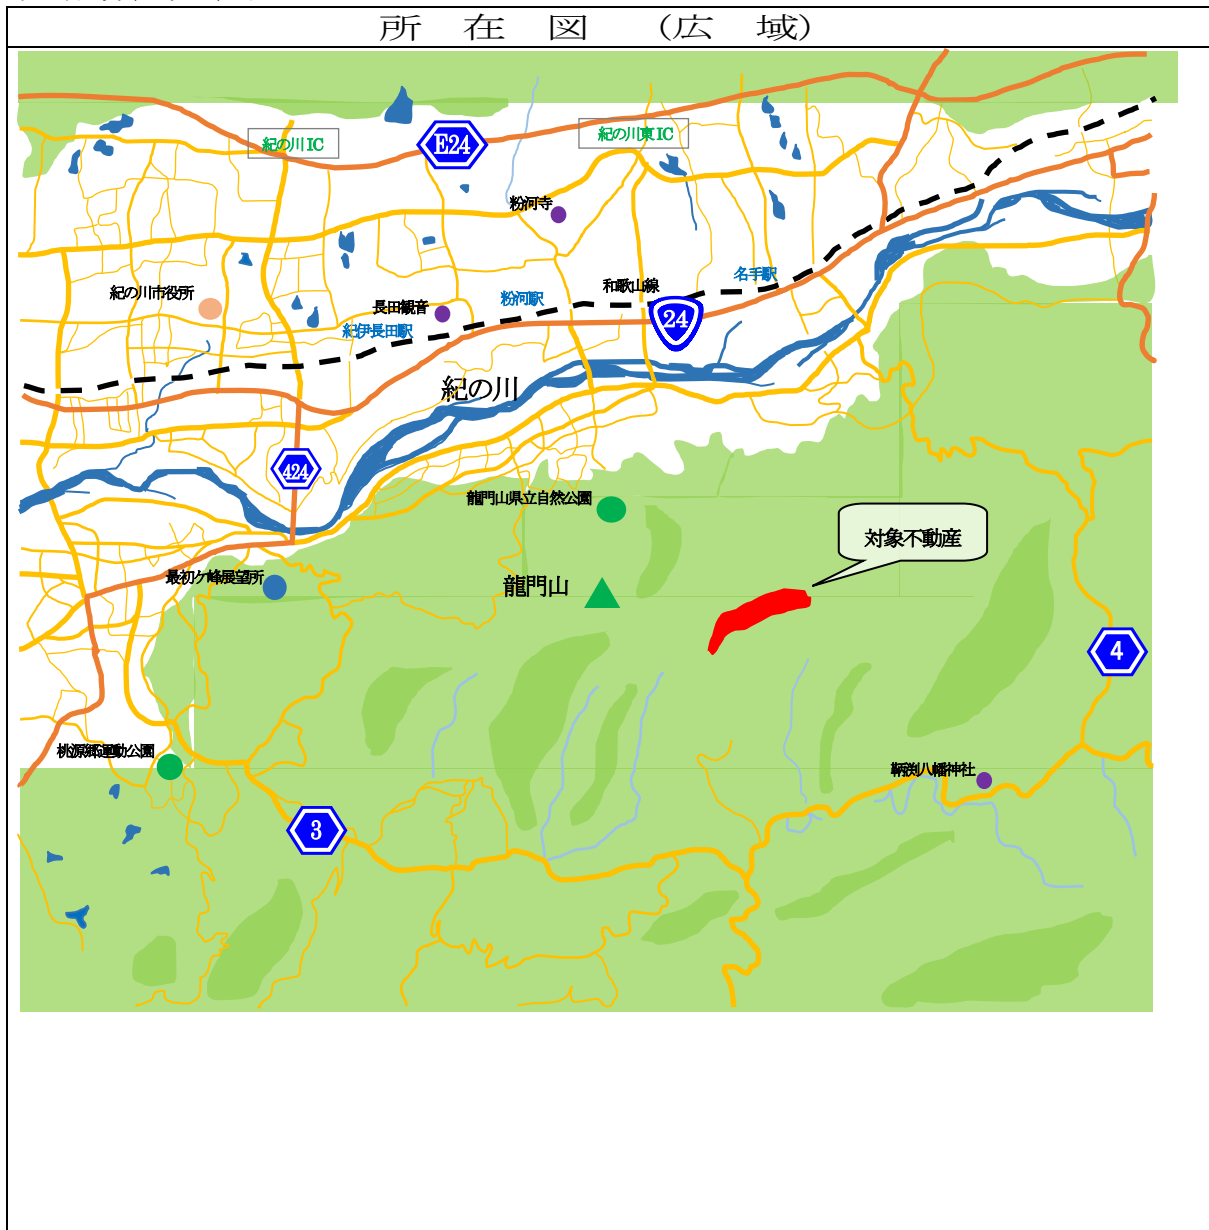 所 在 図 （広 域）
紀の川IC
E24
紀の川東IC
粉河寺
紀の川市役所
長田観音
紀伊長田駅
粉河駅
和歌山線
名手駅
24
紀の川
424
龍門山県立自然公園
対象不動産
最初ケ峰展望所
龍門山
4
桃源郷運動公園
鞆渕八幡神社
3